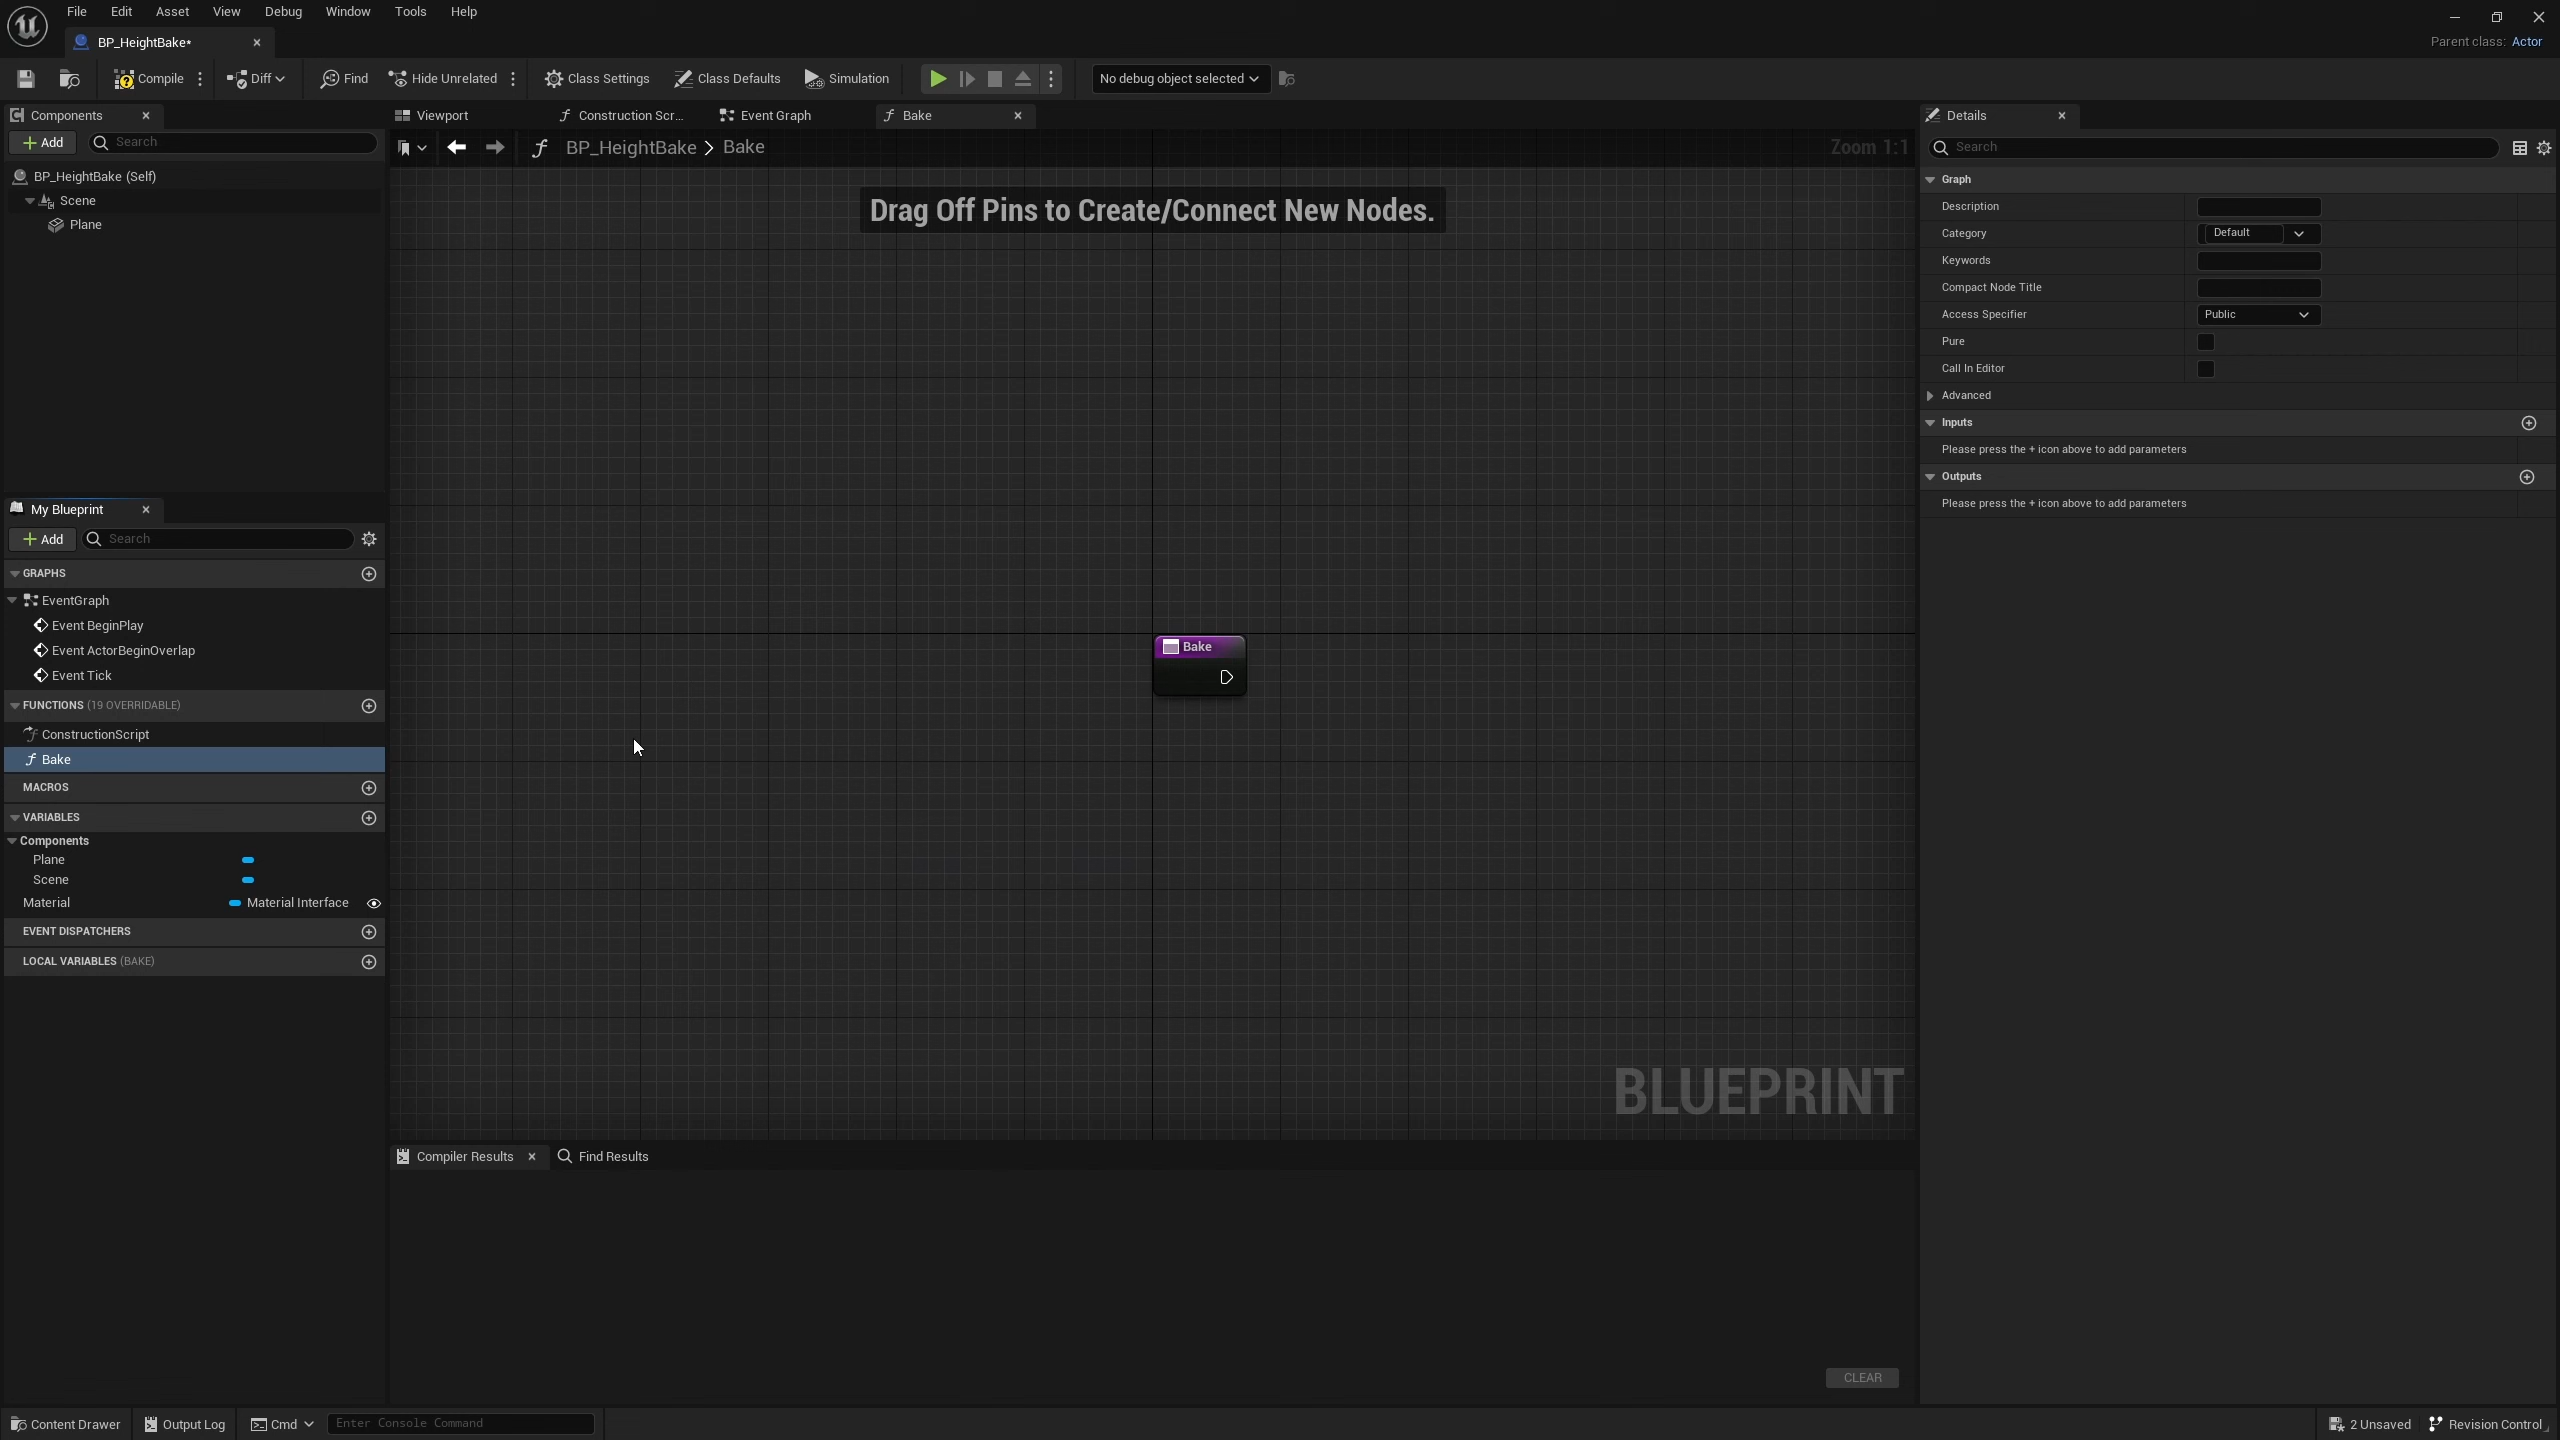 File Edit Asset View Debug Window Tools Help
BP_HeightBake*
Parent class: Actor
Compile Diff Find Hide Unrelated Class Settings Class Defaults Simulation No debug object selected
Components
Add Search
BP_HeightBake (Self)
Scene
Plane
Viewport Construction Scr... Event Graph Bake
BP_HeightBake > Bake
Zoom 1:1
Drag Off Pins to Create/Connect New Nodes.
Bake
BLUEPRINT
My Blueprint
Add Search
GRAPHS
EventGraph
Event BeginPlay
Event ActorBeginOverlap
Event Tick
FUNCTIONS (19 OVERRIDABLE)
ConstructionScript
Bake
MACROS
VARIABLES
Components
Plane
Scene
Material Material Interface
EVENT DISPATCHERS
LOCAL VARIABLES (BAKE)
Compiler Results Find Results
CLEAR
Details
Search
Graph
Description
Category Default
Keywords
Compact Node Title
Access Specifier Public
Pure
Call In Editor
Advanced
Inputs
Please press the + icon above to add parameters
Outputs
Please press the + icon above to add parameters
Content Drawer Output Log Cmd Enter Console Command 2 Unsaved Revision Control